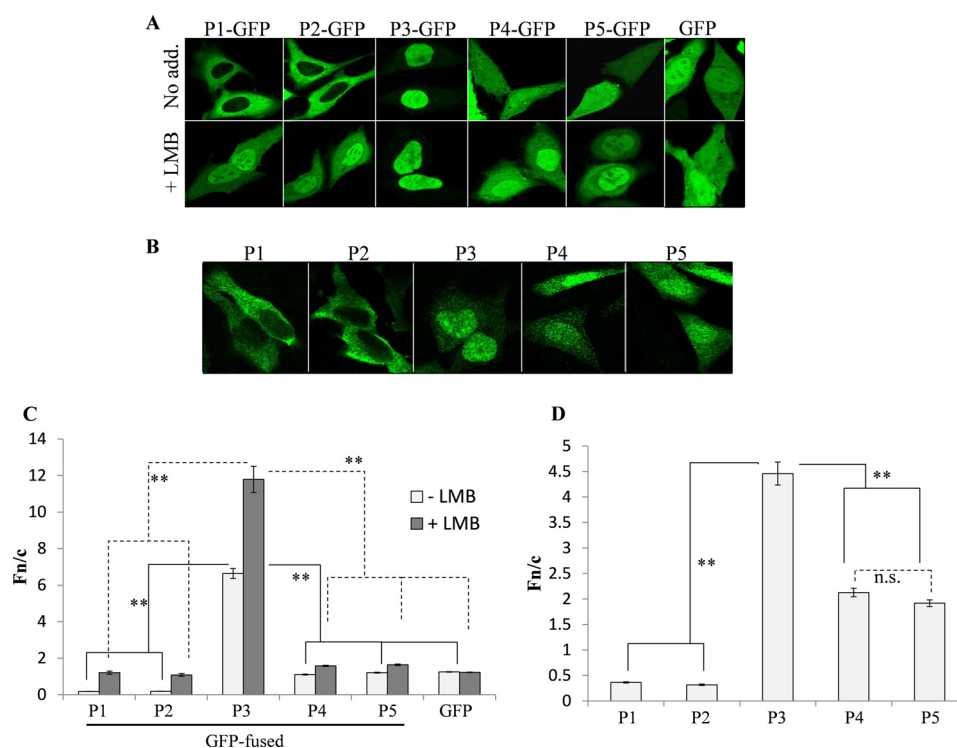 A
P1-GFP P2-GFP P3-GFP P4-GFP P5-GFP GFP
No add.
+ LMB
B
P1 P2 P3 P4 P5
C
Fn/c
14
12
10
8
6
4
2
0
**
**
**
**
- LMB
+ LMB
P1 P2 P3 P4 P5 GFP
GFP-fused
D
Fn/c
5
4.5
4
3.5
3
2.5
2
1.5
1
0.5
0
**
**
n.s.
P1 P2 P3 P4 P5